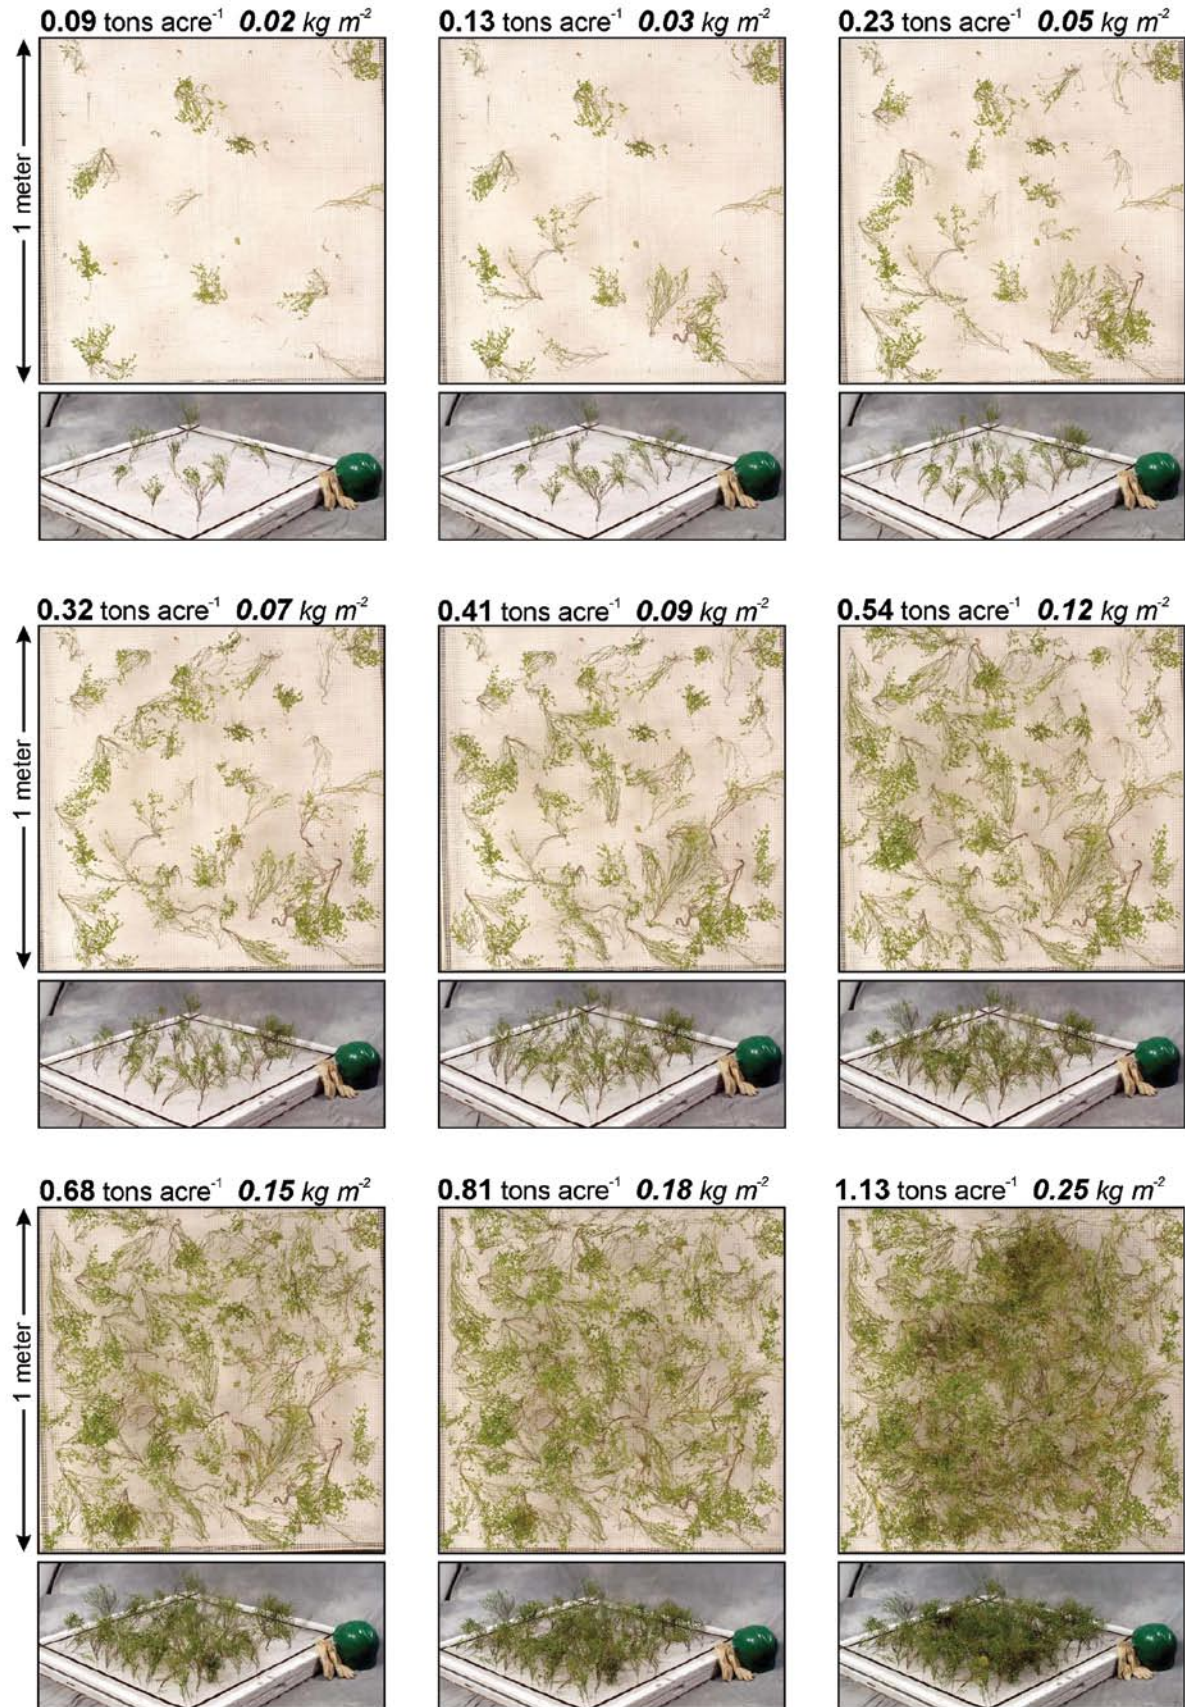 0.09 tons acre⁻¹ 0.02 kg m⁻²
0.13 tons acre⁻¹ 0.03 kg m⁻²
0.23 tons acre⁻¹ 0.05 kg m⁻²
1 meter
0.32 tons acre⁻¹ 0.07 kg m⁻²
0.41 tons acre⁻¹ 0.09 kg m⁻²
0.54 tons acre⁻¹ 0.12 kg m⁻²
1 meter
0.68 tons acre⁻¹ 0.15 kg m⁻²
0.81 tons acre⁻¹ 0.18 kg m⁻²
1.13 tons acre⁻¹ 0.25 kg m⁻²
1 meter